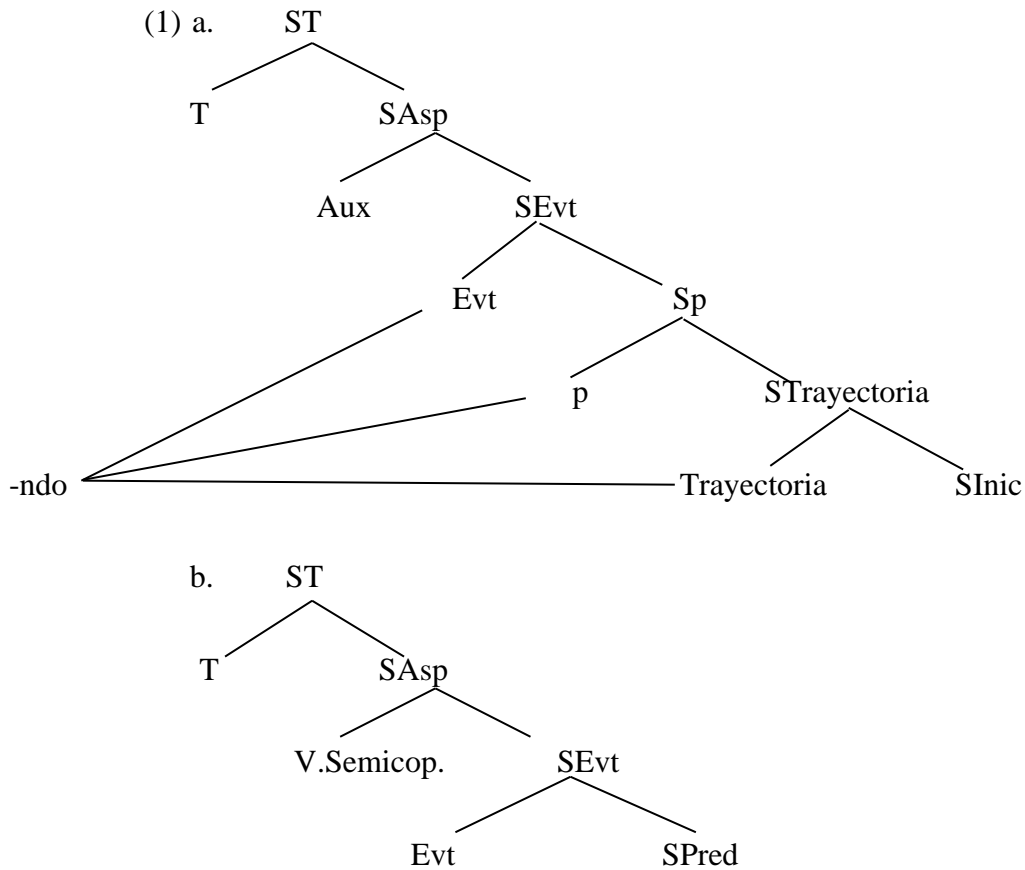 (1) a. ST
T SAsp
Aux SEvt
Evt Sp
p STrayectoria
-ndo Trayectoria SInic
b. ST
T SAsp
V.Semicop. SEvt
Evt SPred